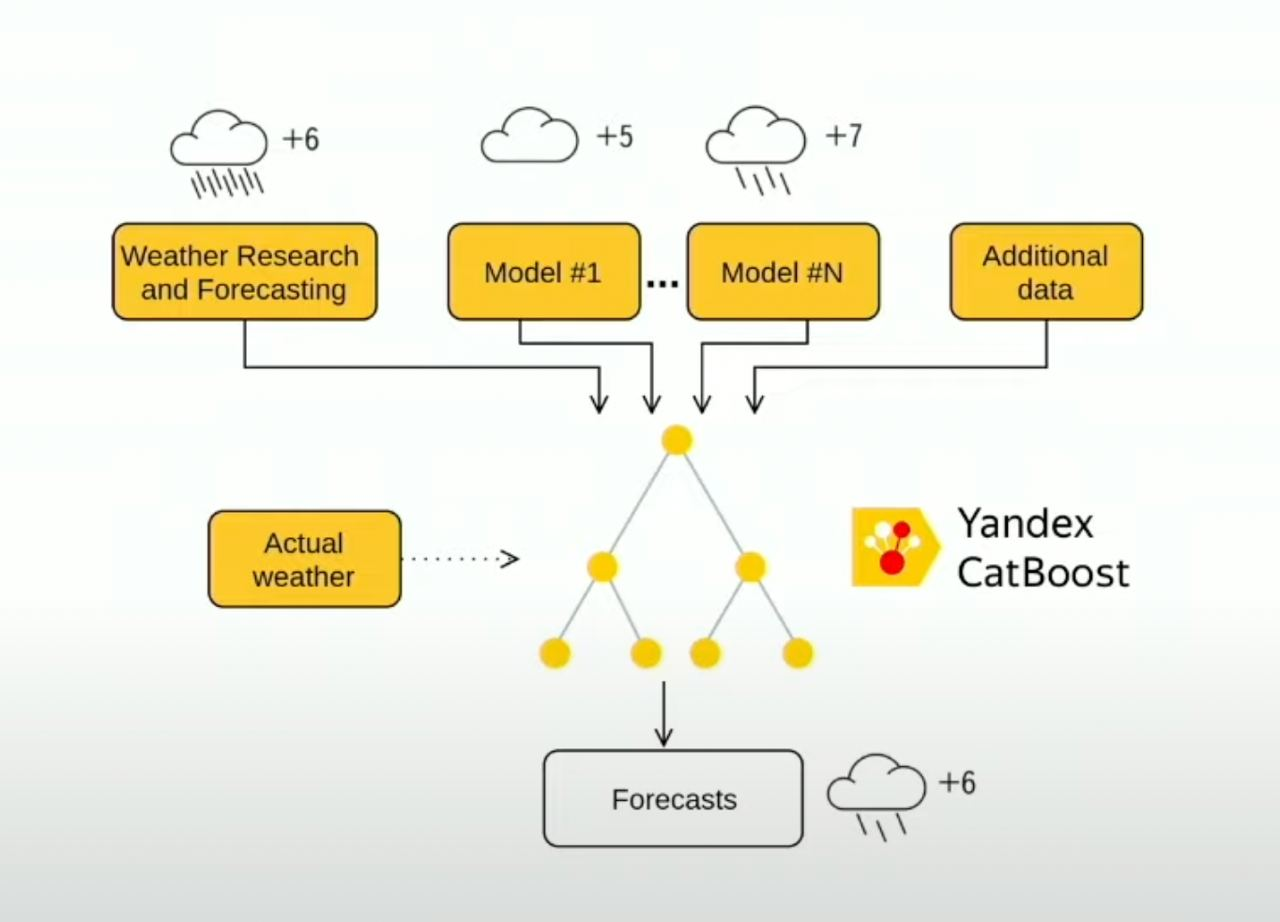 +6
+5
+7
Weather Research
and Forecasting
Model #1
...
Model #N
Additional
data
Actual
weather
Yandex
CatBoost
Forecasts
+6